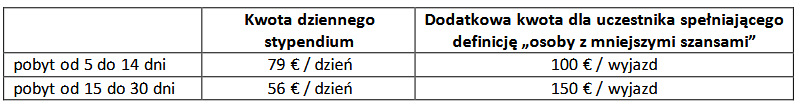 Kwota dziennego stypendium Dodatkowa kwota dla uczestnika spełniającego definicję „osoby z mniejszymi szansami”
pobyt od 5 do 14 dni 79 € / dzień 100 € / wyjazd
pobyt od 15 do 30 dni 56 € / dzień 150 € / wyjazd